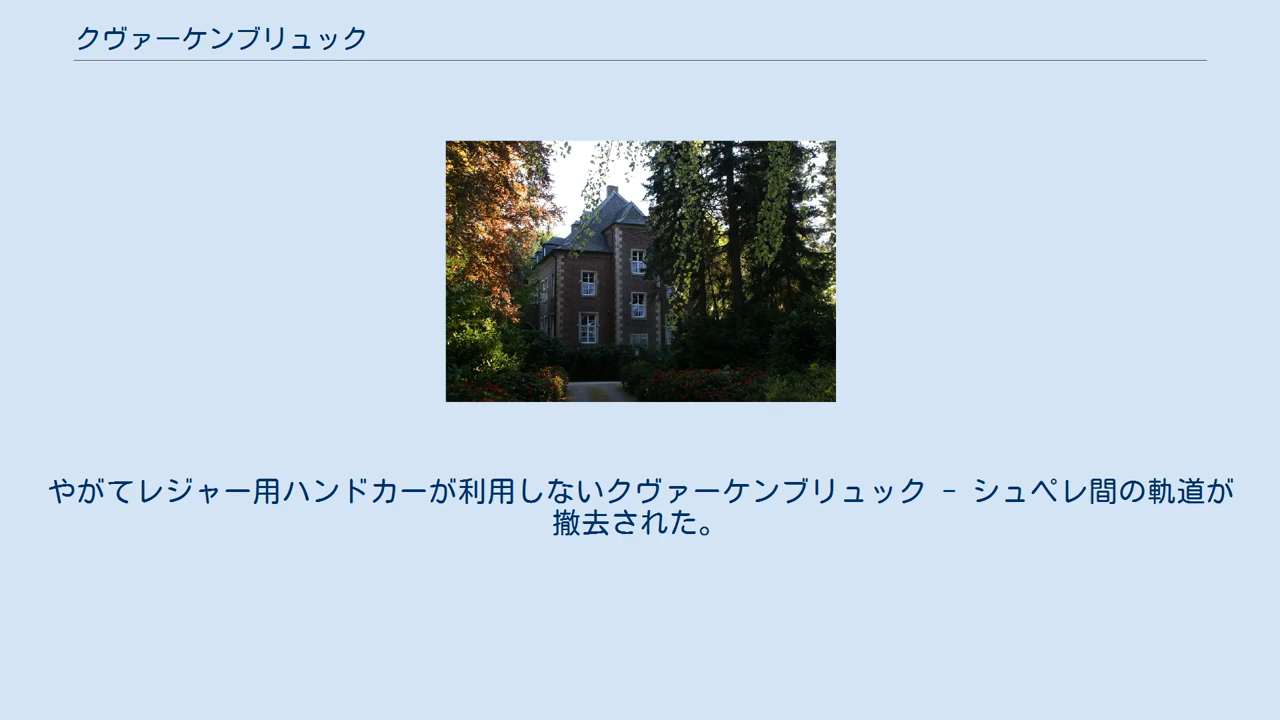 クヴァーケンブリュック
やがてレジャー用ハンドカーが利用しないクヴァーケンブリュック - シュペレ間の軌道が
撤去された。